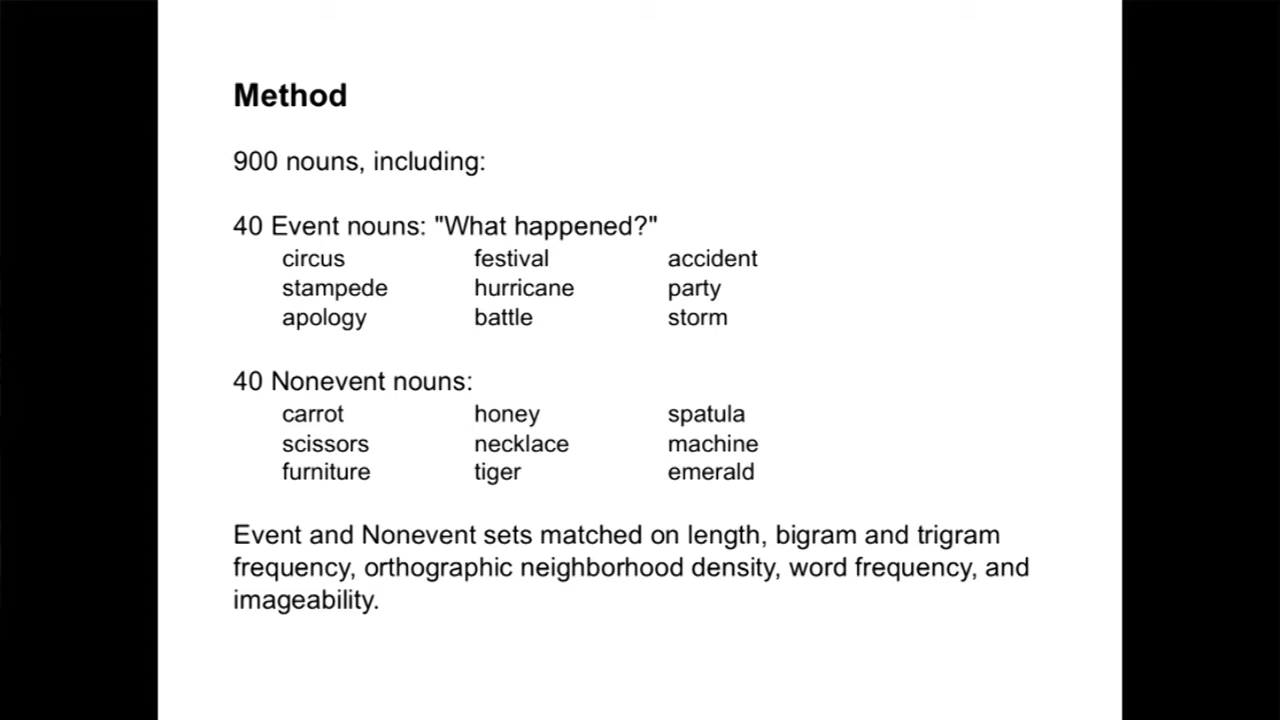 Method
900 nouns, including:
40 Event nouns: "What happened?"
circus festival accident
stampede hurricane party
apology battle storm
40 Nonevent nouns:
carrot honey spatula
scissors necklace machine
furniture tiger emerald
Event and Nonevent sets matched on length, bigram and trigram
frequency, orthographic neighborhood density, word frequency, and
imageability.